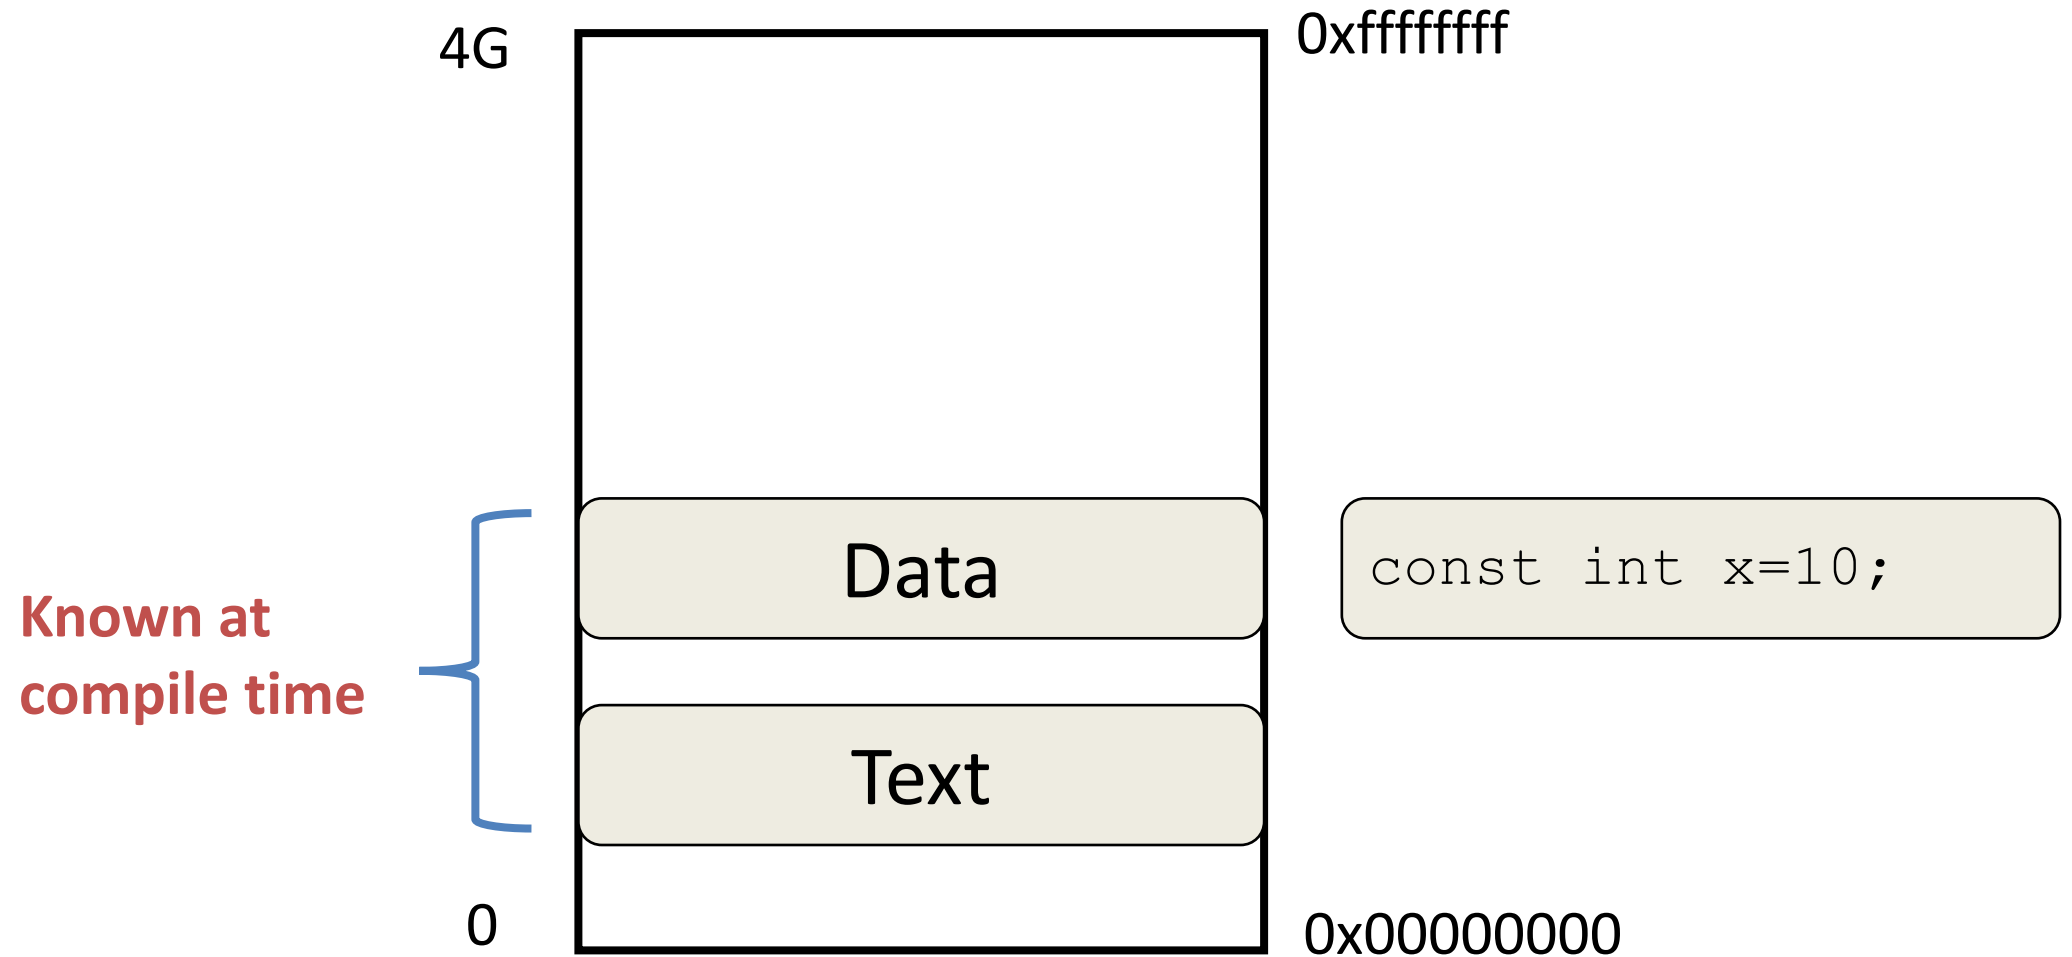 4G
0xffffffff
Data
const int x=10;
Known at
compile time
Text
0
0x00000000